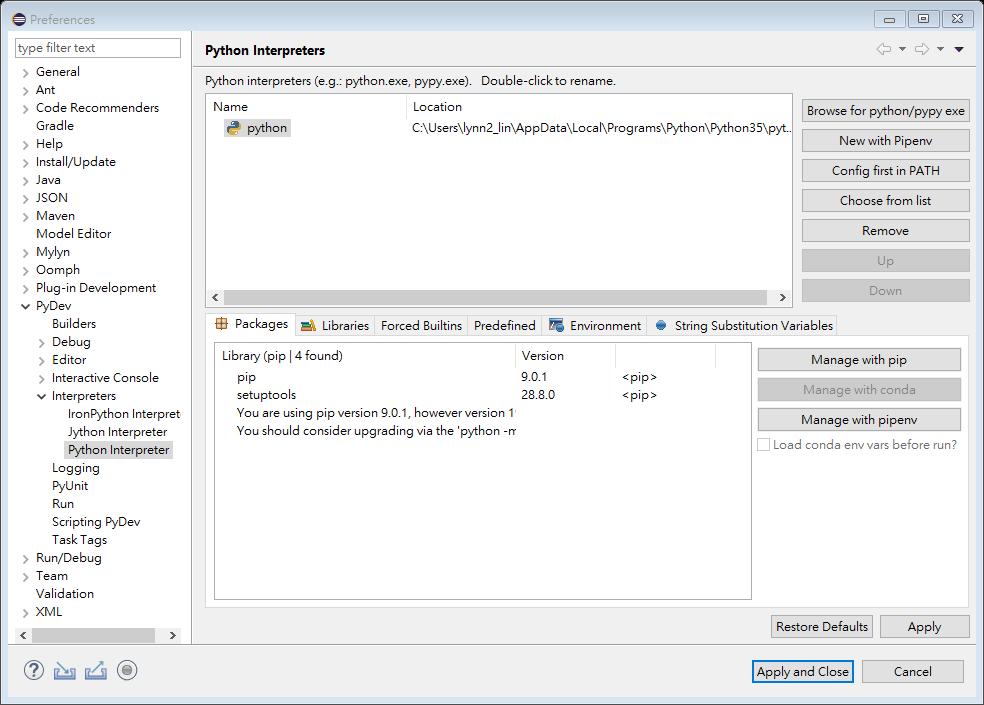 Preferences
type filter text
General
Ant
Code Recommenders
Gradle
Help
Install/Update
Java
JSON
Maven
Model Editor
Mylyn
Oomph
Plug-in Development
PyDev
Builders
Debug
Editor
Interactive Console
Interpreters
IronPython Interpret
Jython Interpreter
Python Interpreter
Logging
PyUnit
Run
Scripting PyDev
Task Tags
Run/Debug
Team
Validation
XML
Python Interpreters
Python interpreters (e.g.: python.exe, pypy.exe).   Double-click to rename.
Name Location
python C:\Users\lynn2_lin\AppData\Local\Programs\Python\Python35\pyt...
Browse for python/pypy exe
New with Pipenv
Config first in PATH
Choose from list
Remove
Up
Down
Packages Libraries Forced Builtins Predefined Environment String Substitution Variables
Library (pip | 4 found) Version
pip 9.0.1 <pip>
setuptools 28.8.0 <pip>
You are using pip version 9.0.1, however version 1
You should consider upgrading via the 'python -m
Manage with pip
Manage with conda
Manage with pipenv
Load conda env vars before run?
Restore Defaults Apply
Apply and Close Cancel